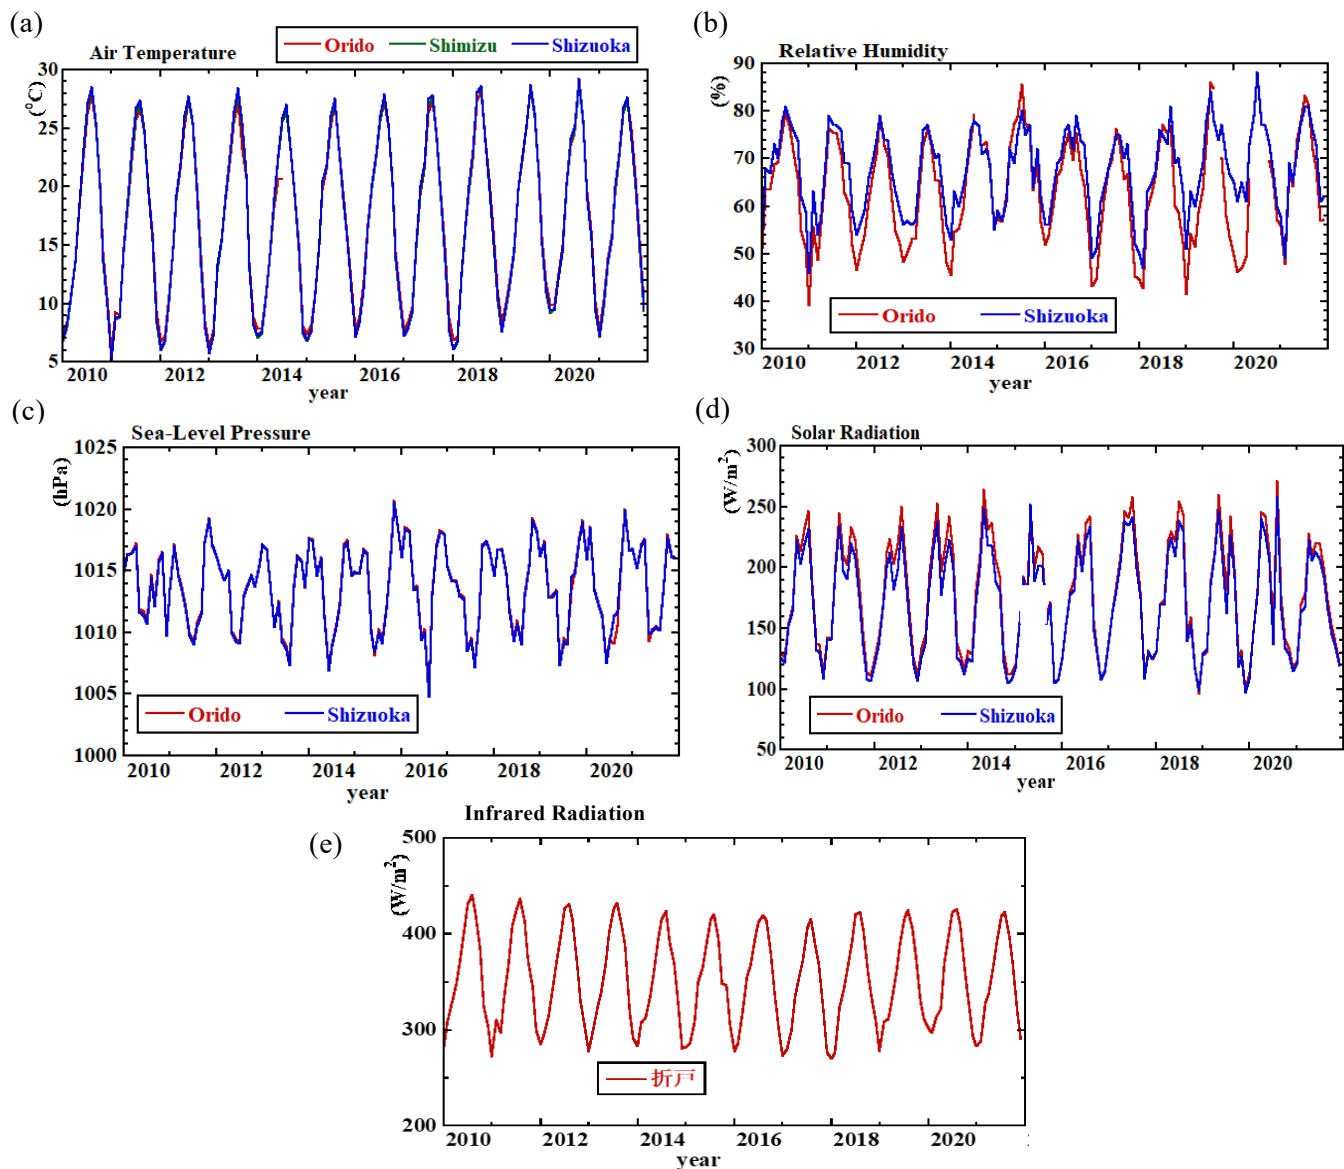 (a)
Air Temperature
Orido Shimizu Shizuoka
(°C)
30
25
20
15
10
5
2010 2012 2014 2016 2018 2020
year
(b)
Relative Humidity
(%)
90
80
70
60
50
40
30
Orido Shizuoka
2010 2012 2014 2016 2018 2020
year
(c)
Sea-Level Pressure
(hPa)
1025
1020
1015
1010
1005
1000
Orido Shizuoka
2010 2012 2014 2016 2018 2020
year
(d)
Solar Radiation
(W/m²)
300
250
200
150
100
50
Orido Shizuoka
2010 2012 2014 2016 2018 2020
year
(e)
Infrared Radiation
(W/m²)
500
400
300
200
折戸
2010 2012 2014 2016 2018 2020
year